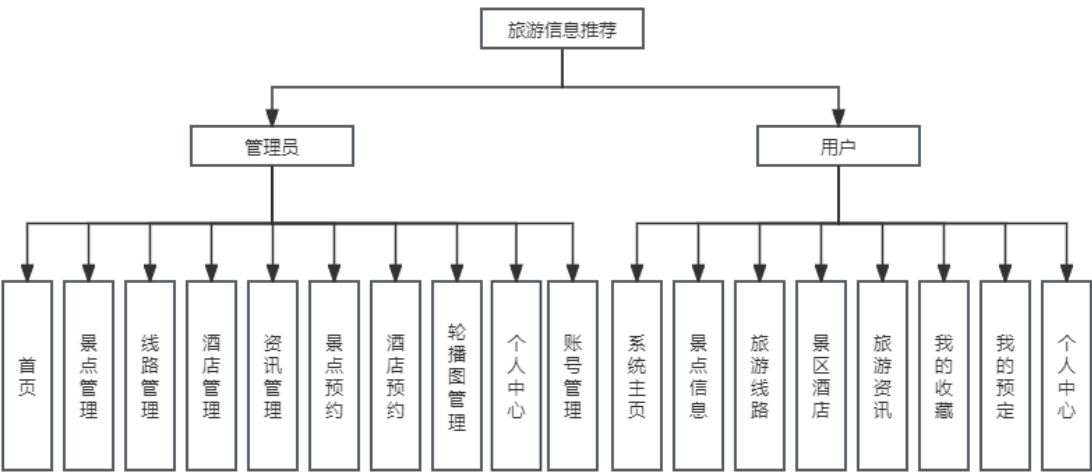 旅游信息推荐
管理员
用户
首页
景点管理
线路管理
酒店管理
资讯管理
景点预约
酒店预约
轮播图管理
个人中心
账号管理
系统主页
景点信息
旅游线路
景区酒店
旅游资讯
我的收藏
我的预定
个人中心